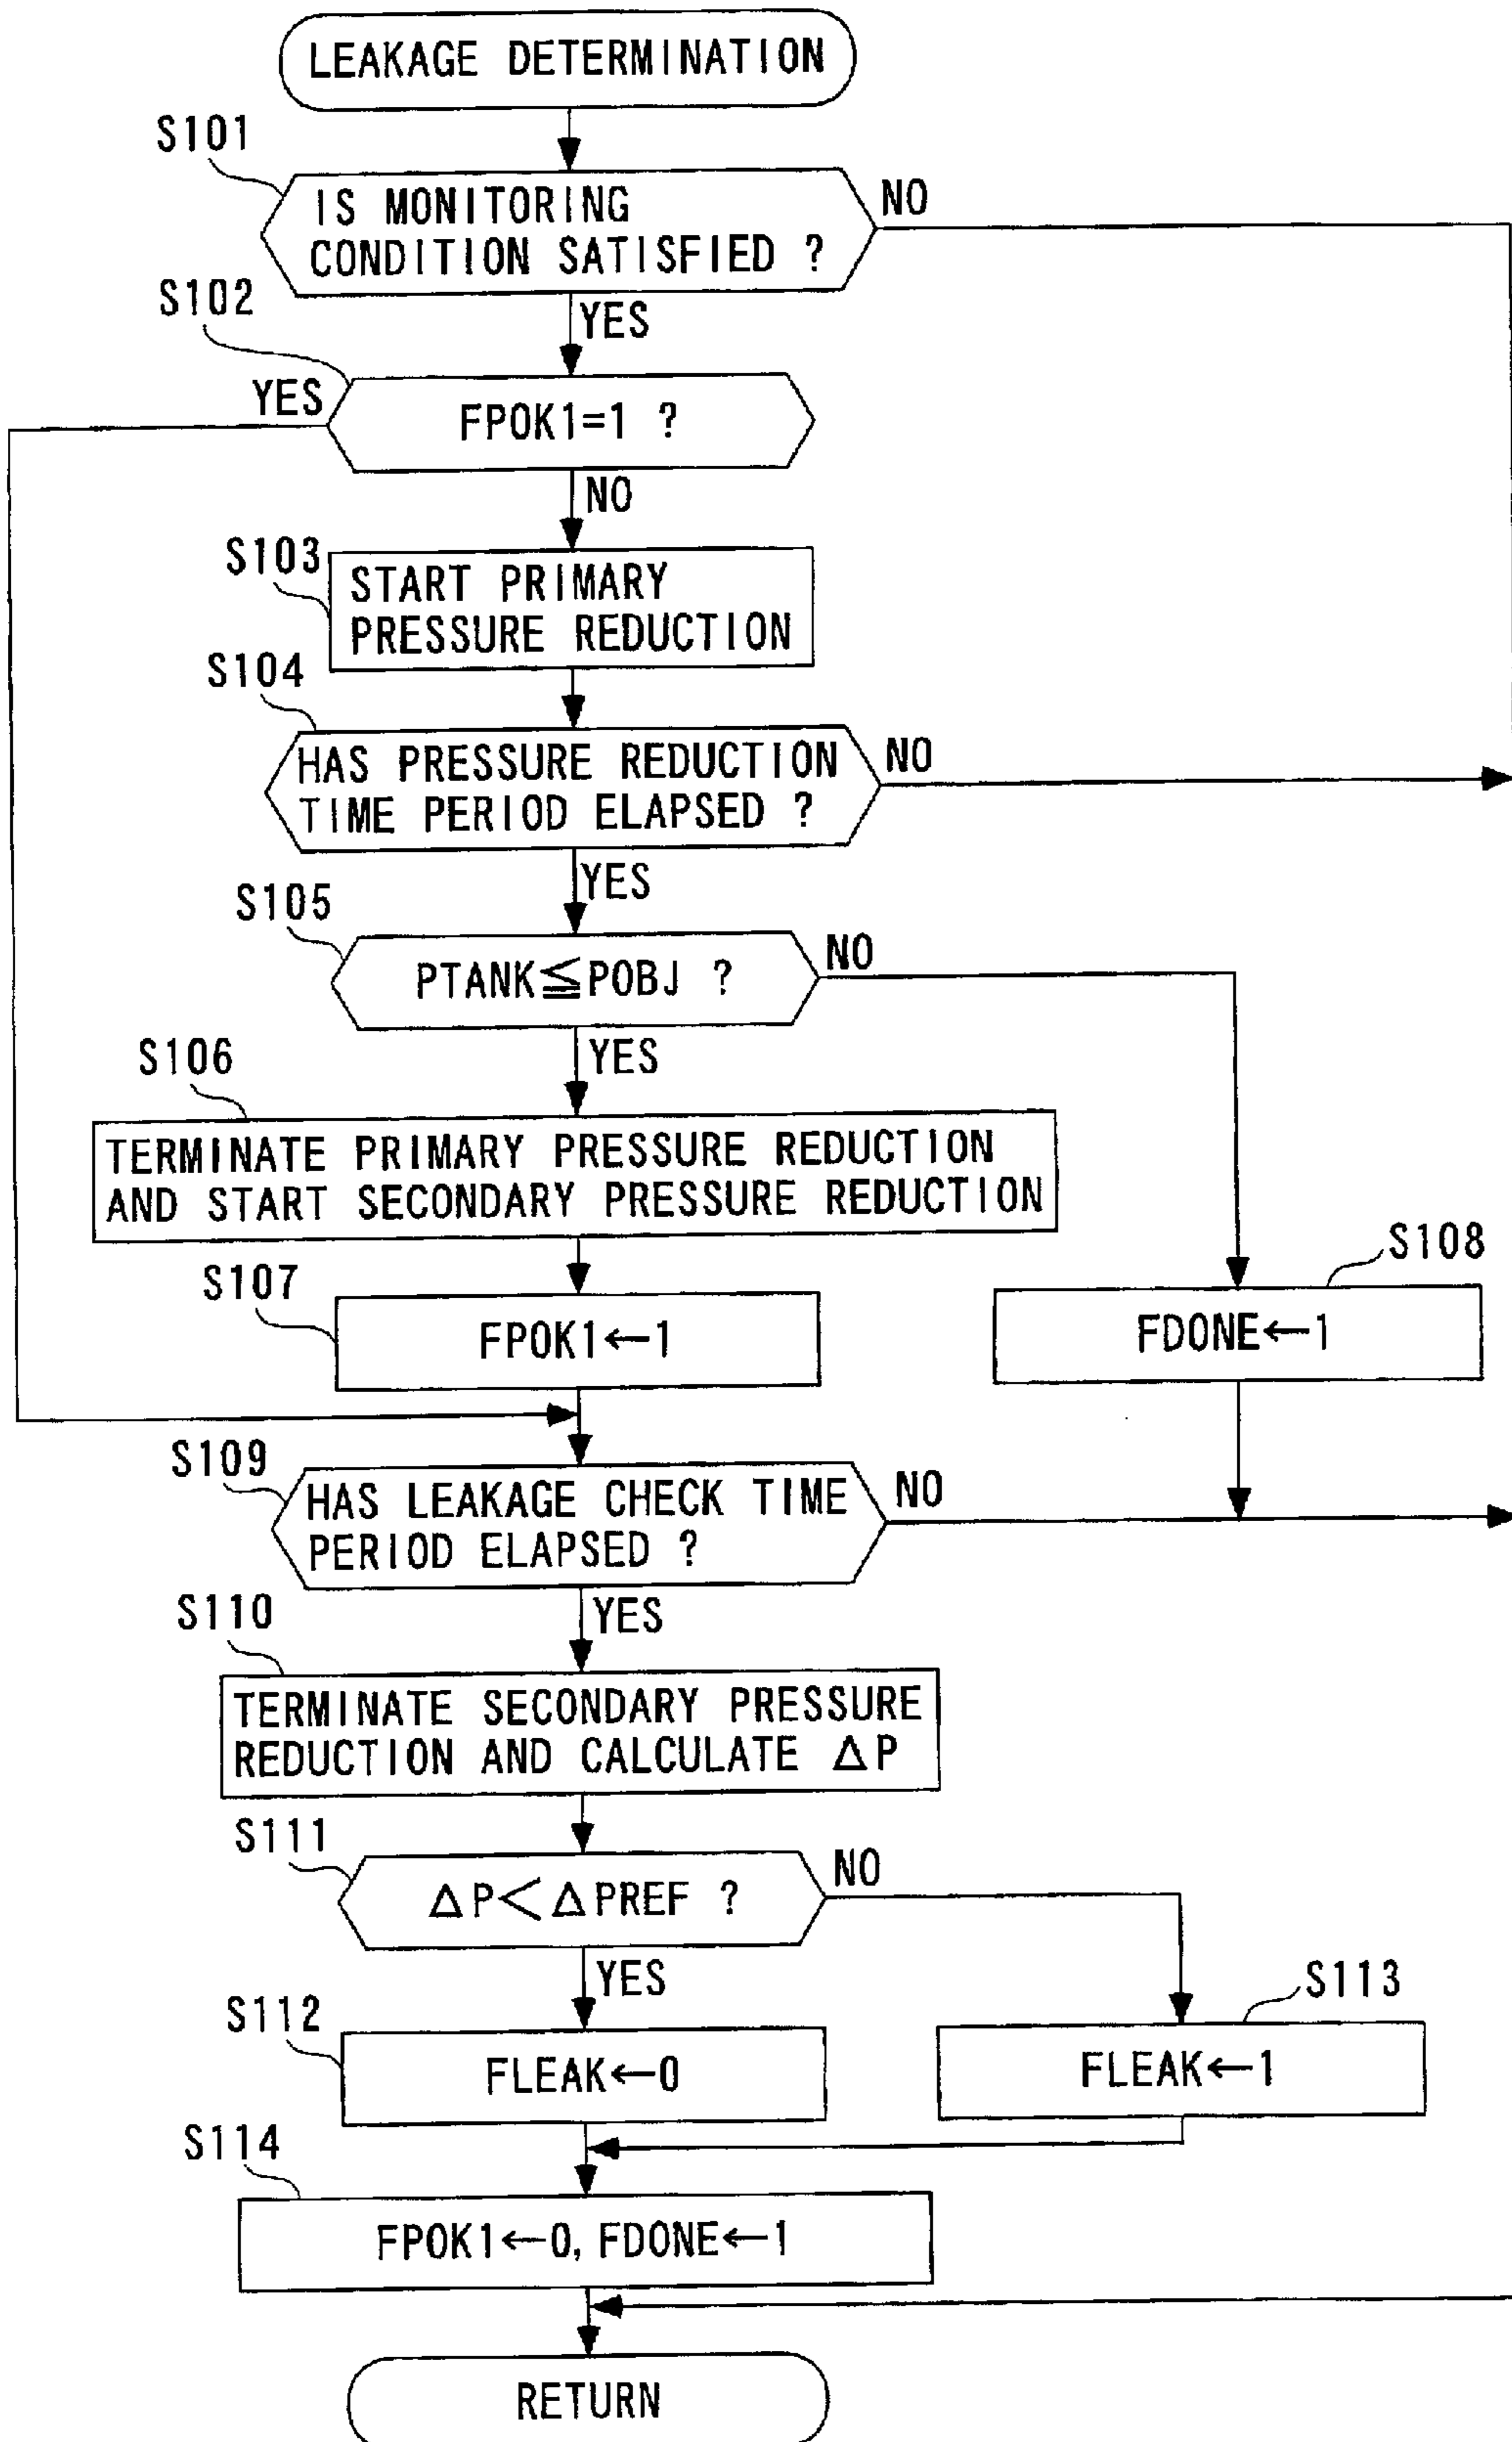 LEAKAGE DETERMINATION
S101
IS MONITORING
CONDITION SATISFIED ?
NO
YES
S102
YES
FPOK1=1 ?
NO
S103
START PRIMARY
PRESSURE REDUCTION
S104
HAS PRESSURE REDUCTION
TIME PERIOD ELAPSED ?
NO
YES
S105
PTANK≦POBJ ?
NO
YES
S106
TERMINATE PRIMARY PRESSURE REDUCTION
AND START SECONDARY PRESSURE REDUCTION
S107
FPOK1←1
S108
FDONE←1
S109
HAS LEAKAGE CHECK TIME
PERIOD ELAPSED ?
NO
YES
S110
TERMINATE SECONDARY PRESSURE
REDUCTION AND CALCULATE ΔP
S111
ΔP<ΔPREF ?
NO
YES
S112
FLEAK←0
S113
FLEAK←1
S114
FPOK1←0, FDONE←1
RETURN